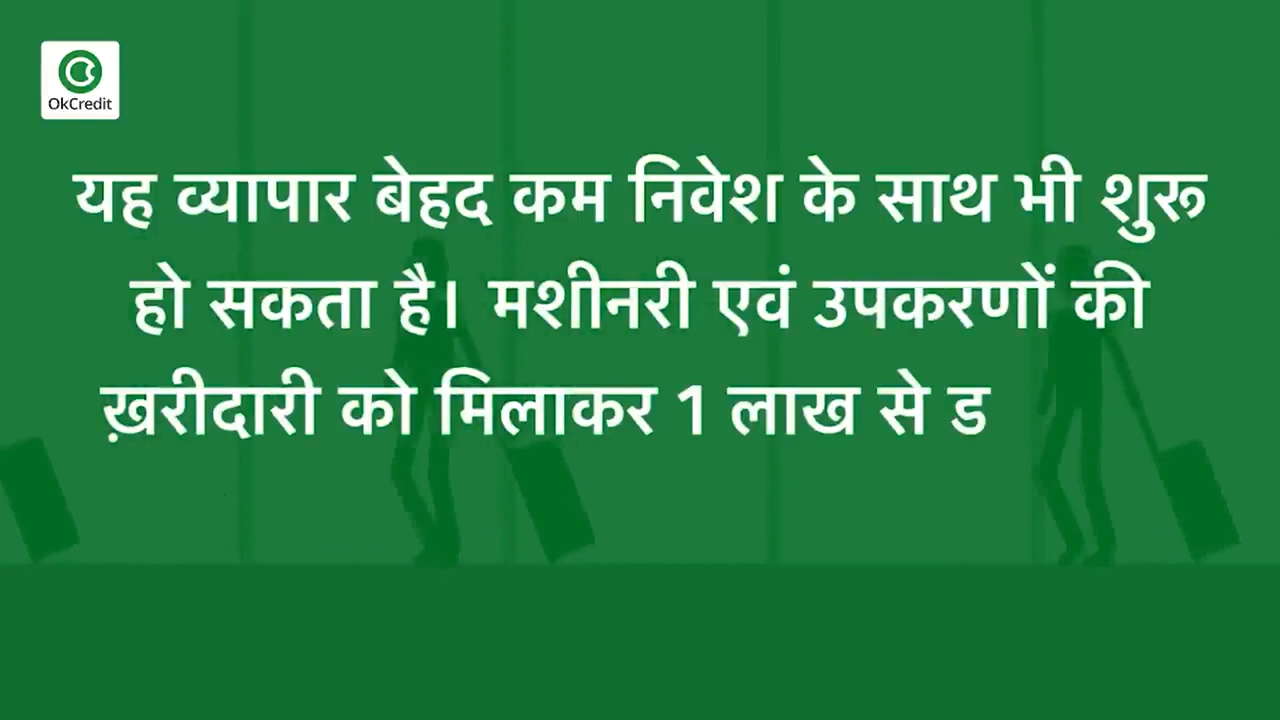 OkCredit
यह व्यापार बेहद कम निवेश के साथ भी शुरू
हो सकता है। मशीनरी एवं उपकरणों की
ख़रीदारी को मिलाकर 1 लाख से ड